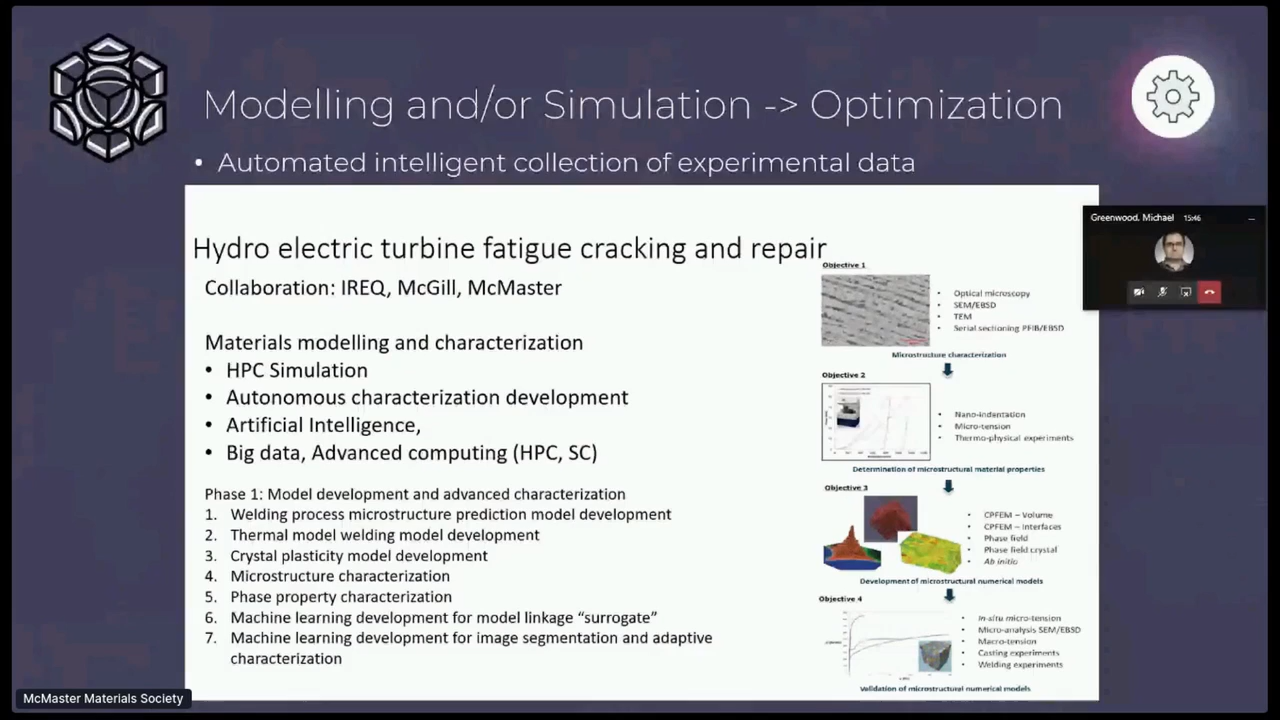 Modelling and/or Simulation -> Optimization
• Automated intelligent collection of experimental data
Greenwood, Michael 15:46
Hydro electric turbine fatigue cracking and repair
Collaboration: IREQ, McGill, McMaster
Materials modelling and characterization
• HPC Simulation
• Autonomous characterization development
• Artificial Intelligence,
• Big data, Advanced computing (HPC, SC)
Phase 1: Model development and advanced characterization
1. Welding process microstructure prediction model development
2. Thermal model welding model development
3. Crystal plasticity model development
4. Microstructure characterization
5. Phase property characterization
6. Machine learning development for model linkage “surrogate”
7. Machine learning development for image segmentation and adaptive
characterization
Objective 1
• Optical microscopy
• SEM/EBSD
• TEM
• Serial sectioning PFIB/EBSD
Microstructure characterization
Objective 2
• Nano-indentation
• Micro-tension
• Thermo-physical experiments
Determination of microstructural material properties
Objective 3
• CPFEM – Volume
• CPFEM – Interfaces
• Phase field
• Phase field crystal
• Ab initio
Development of microstructural numerical models
Objective 4
• In-situ micro-tension
• Micro-analysis SEM/EBSD
• Macro-tension
• Casting experiments
• Welding experiments
Validation of microstructural numerical models
McMaster Materials Society